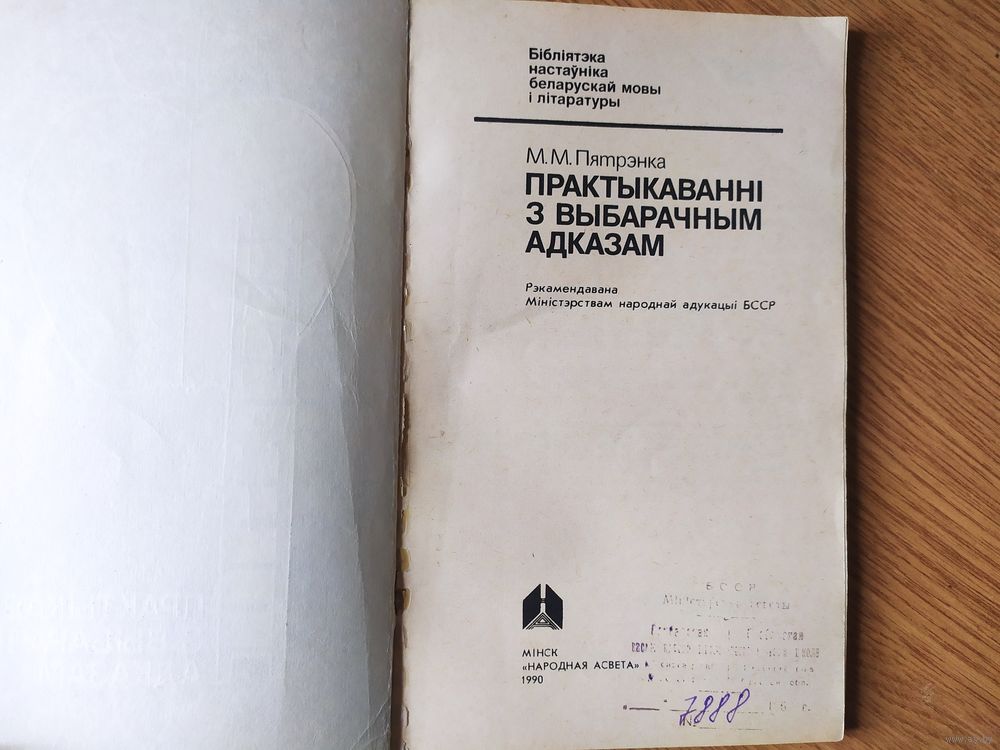 Бібліятэка
настаўніка
беларускай мовы
і літаратуры
М. М. Пятрэнка
ПРАКТЫКАВАННІ
З ВЫБАРАЧНЫМ
АДКАЗАМ
Рэкамендавана
Міністэрствам народнай адукацыі БССР
МІНСК
«НАРОДНАЯ АСВЕТА»
1990
7888